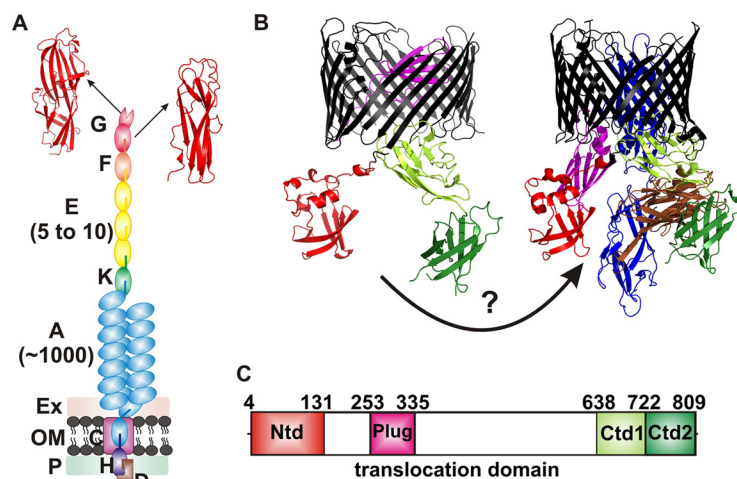 A
G
F
E
(5 to 10)
K
A
(~1000)
Ex
OM
C
P
H
D
B
?
C
4 131 253 335 638 722 809
Ntd Plug Ctd1 Ctd2
translocation domain